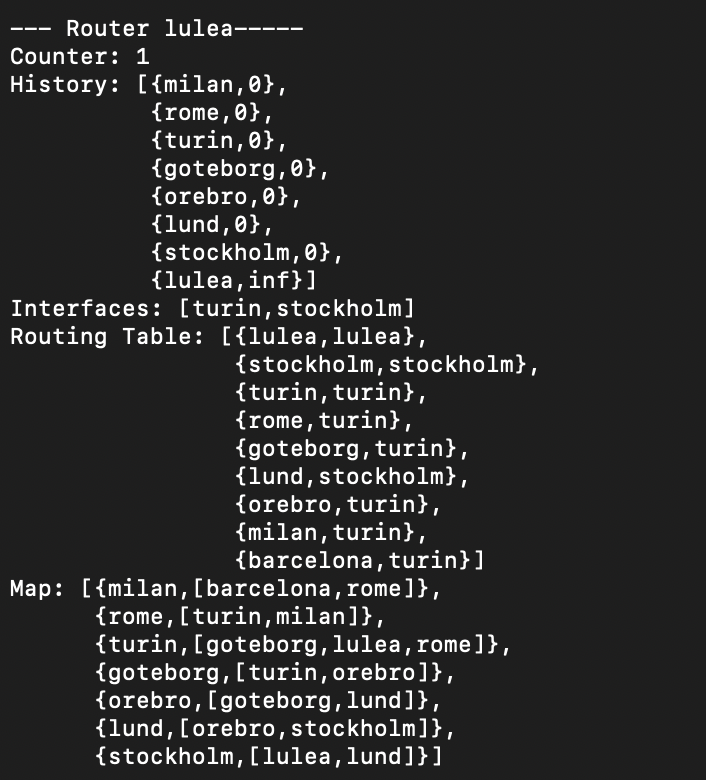 --- Router lulea-----
Counter: 1
History: [{milan,0},
{rome,0},
{turin,0},
{goteborg,0},
{orebro,0},
{lund,0},
{stockholm,0},
{lulea,inf}]
Interfaces: [turin,stockholm]
Routing Table: [{lulea,lulea},
{stockholm,stockholm},
{turin,turin},
{rome,turin},
{goteborg,turin},
{lund,stockholm},
{orebro,turin},
{milan,turin},
{barcelona,turin}]
Map: [{milan,[barcelona,rome]},
{rome,[turin,milan]},
{turin,[goteborg,lulea,rome]},
{goteborg,[turin,orebro]},
{orebro,[goteborg,lund]},
{lund,[orebro,stockholm]},
{stockholm,[lulea,lund]}]